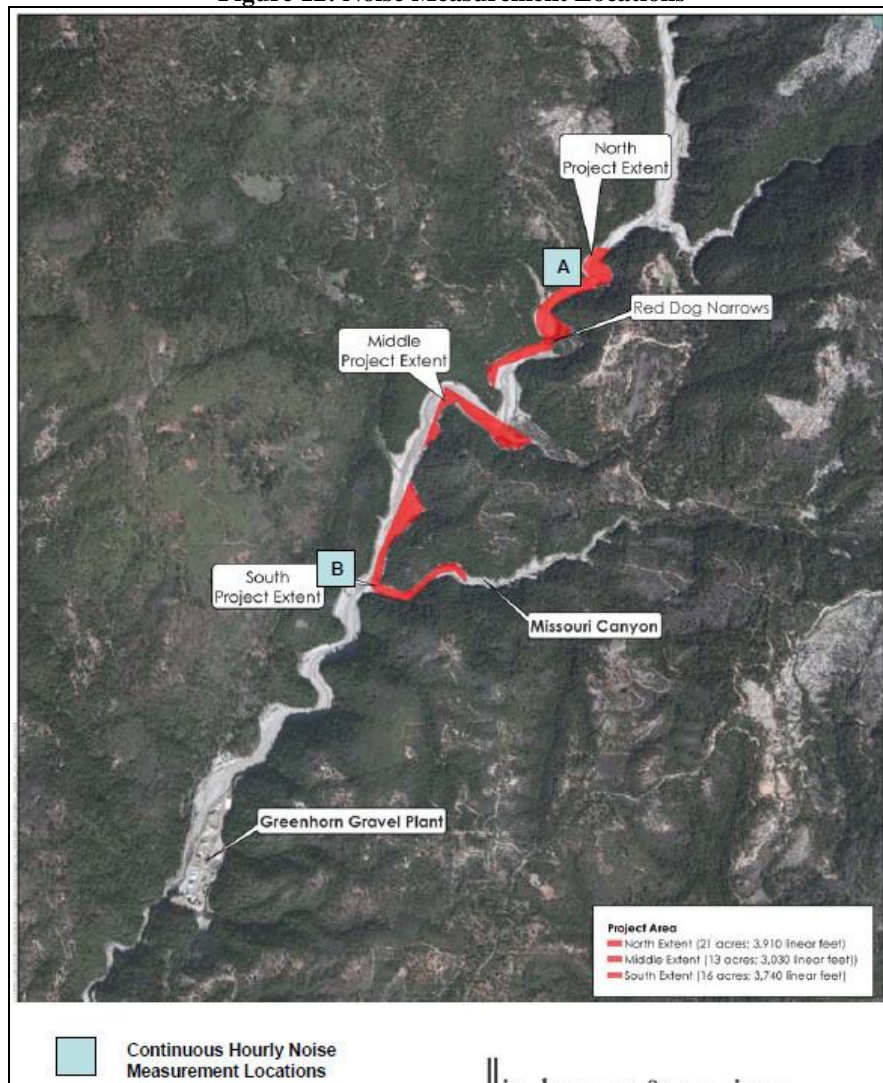 Figure 12: Noise Measurement Locations
North
Project Extent
A
Red Dog Narrows
Middle
Project Extent
B
South
Project Extent
Missouri Canyon
Greenhorn Gravel Plant
Project Area
North Extent (21 acres; 3,910 linear feet)
Middle Extent (13 acres; 3,030 linear feet))
South Extent (16 acres; 3,740 linear feet)
Continuous Hourly Noise
Measurement Locations